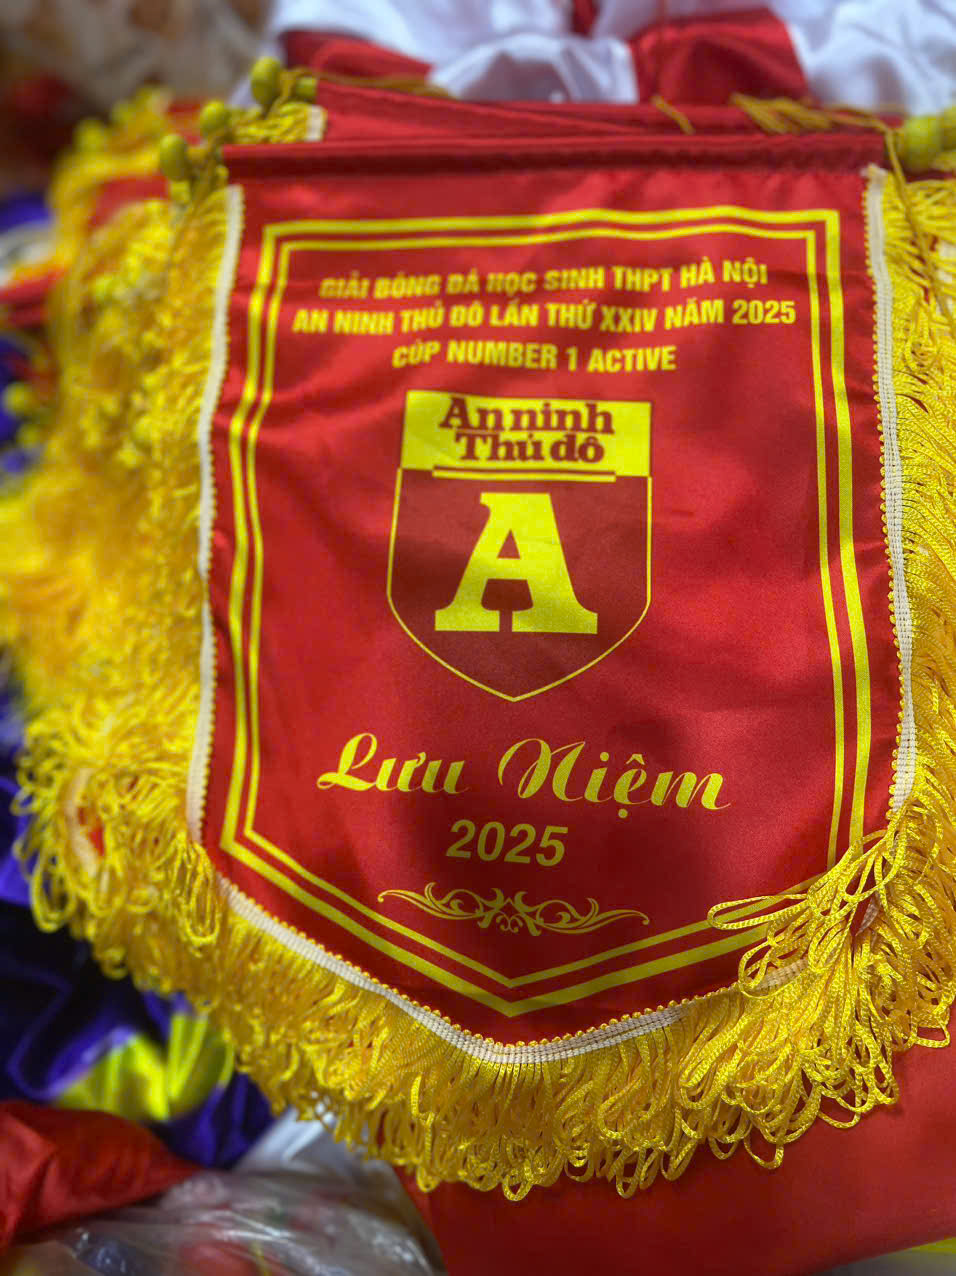 GIẢI BÓNG ĐÁ HỌC SINH THPT HÀ NỘI
AN NINH THỦ ĐÔ LẦN THỨ XXIV NĂM 2025
CÚP NUMBER 1 ACTIVE
An ninh
Thủ đô
A
Lưu Niệm
2025